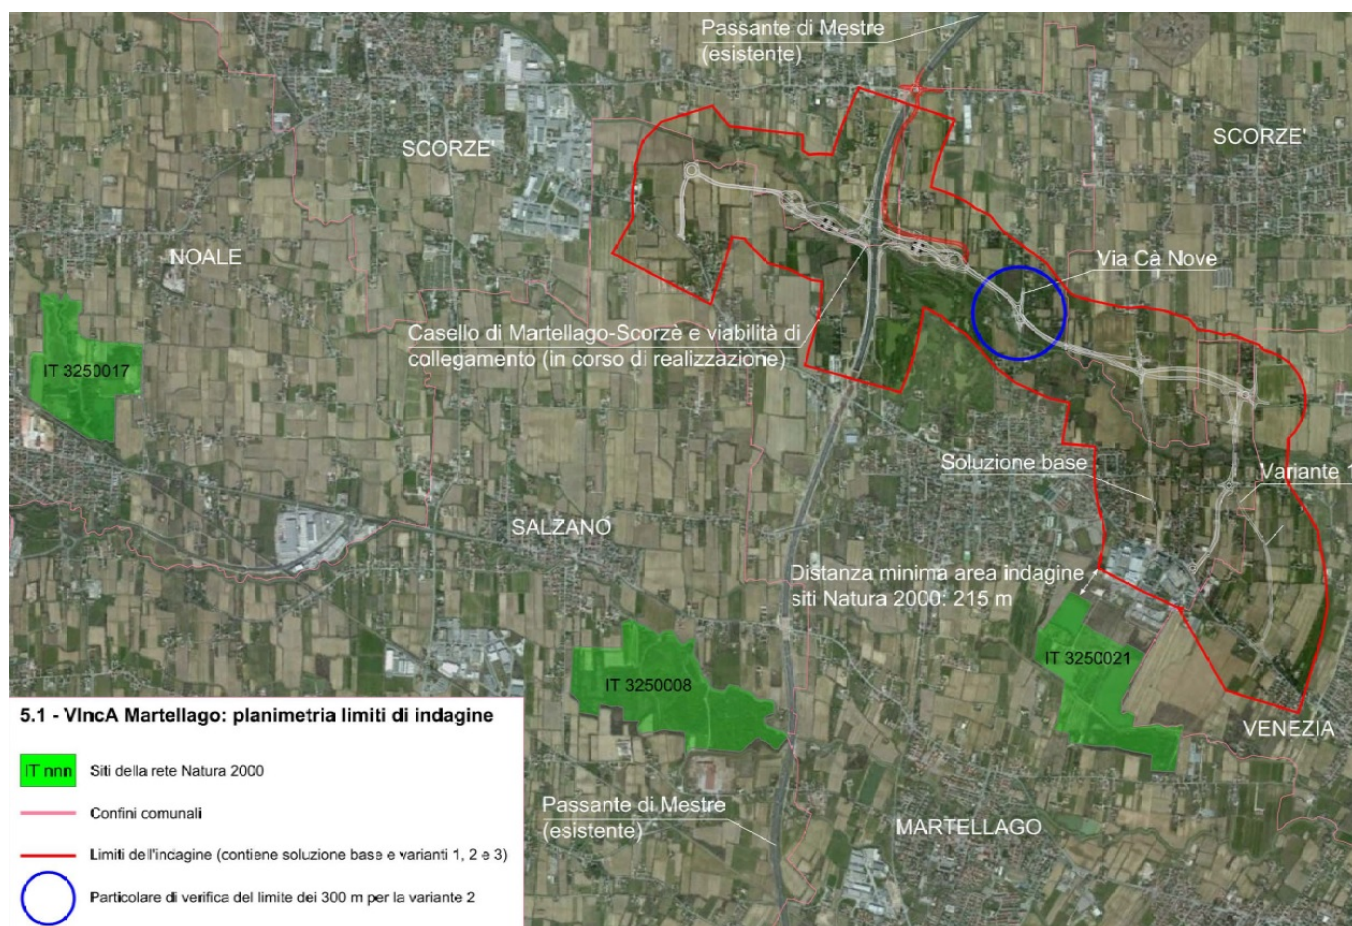 Passante di Mestre
(esistente)
SCORZE'
SCORZE'
NOALE
Via Cà Nove
Casello di Martellago-Scorzè e viabilità di
collegamento (in corso di realizzazione)
IT 3250017
Soluzione base
Variante 1
SALZANO
Distanza minima area indagine
siti Natura 2000: 215 m
IT 3250021
IT 3250008
VENEZIA
Passante di Mestre
(esistente)
MARTELLAGO
5.1 - VIncA Martellago: planimetria limiti di indagine
IT nnn
Siti della rete Natura 2000
Confini comunali
Limiti dell'indagine (contiene soluzione base e varianti 1, 2 e 3)
Particolare di verifica del limite dei 300 m per la variante 2